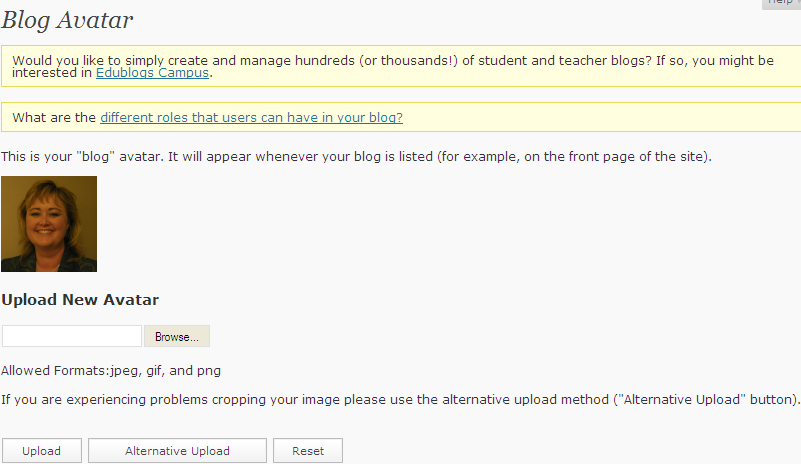 Help
Blog Avatar
Would you like to simply create and manage hundreds (or thousands!) of student and teacher blogs? If so, you might be
interested in Edublogs Campus.
What are the different roles that users can have in your blog?
This is your "blog" avatar. It will appear whenever your blog is listed (for example, on the front page of the site).
Upload New Avatar
Browse...
Allowed Formats:jpeg, gif, and png
If you are experiencing problems cropping your image please use the alternative upload method ("Alternative Upload" button).
Upload Alternative Upload Reset